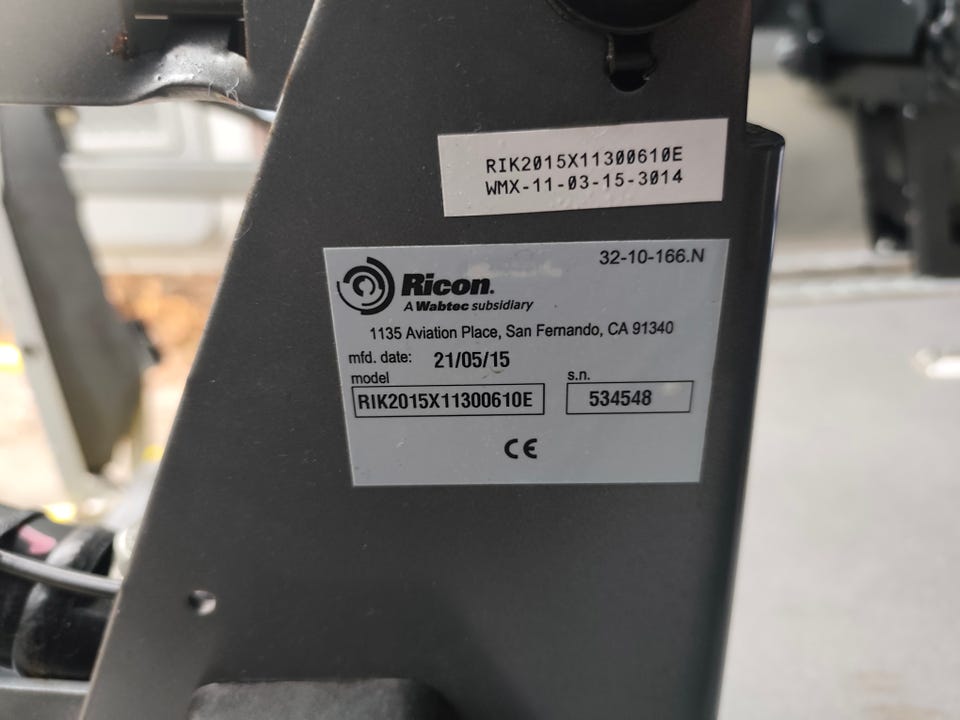 RIK2015X11300610E
WMX-11-03-15-3014
32-10-166.N
Ricon.
A Wabtec subsidiary
1135 Aviation Place, San Fernando, CA 91340
mfd. date: 21/05/15
model s.n.
RIK2015X11300610E 534548
CE